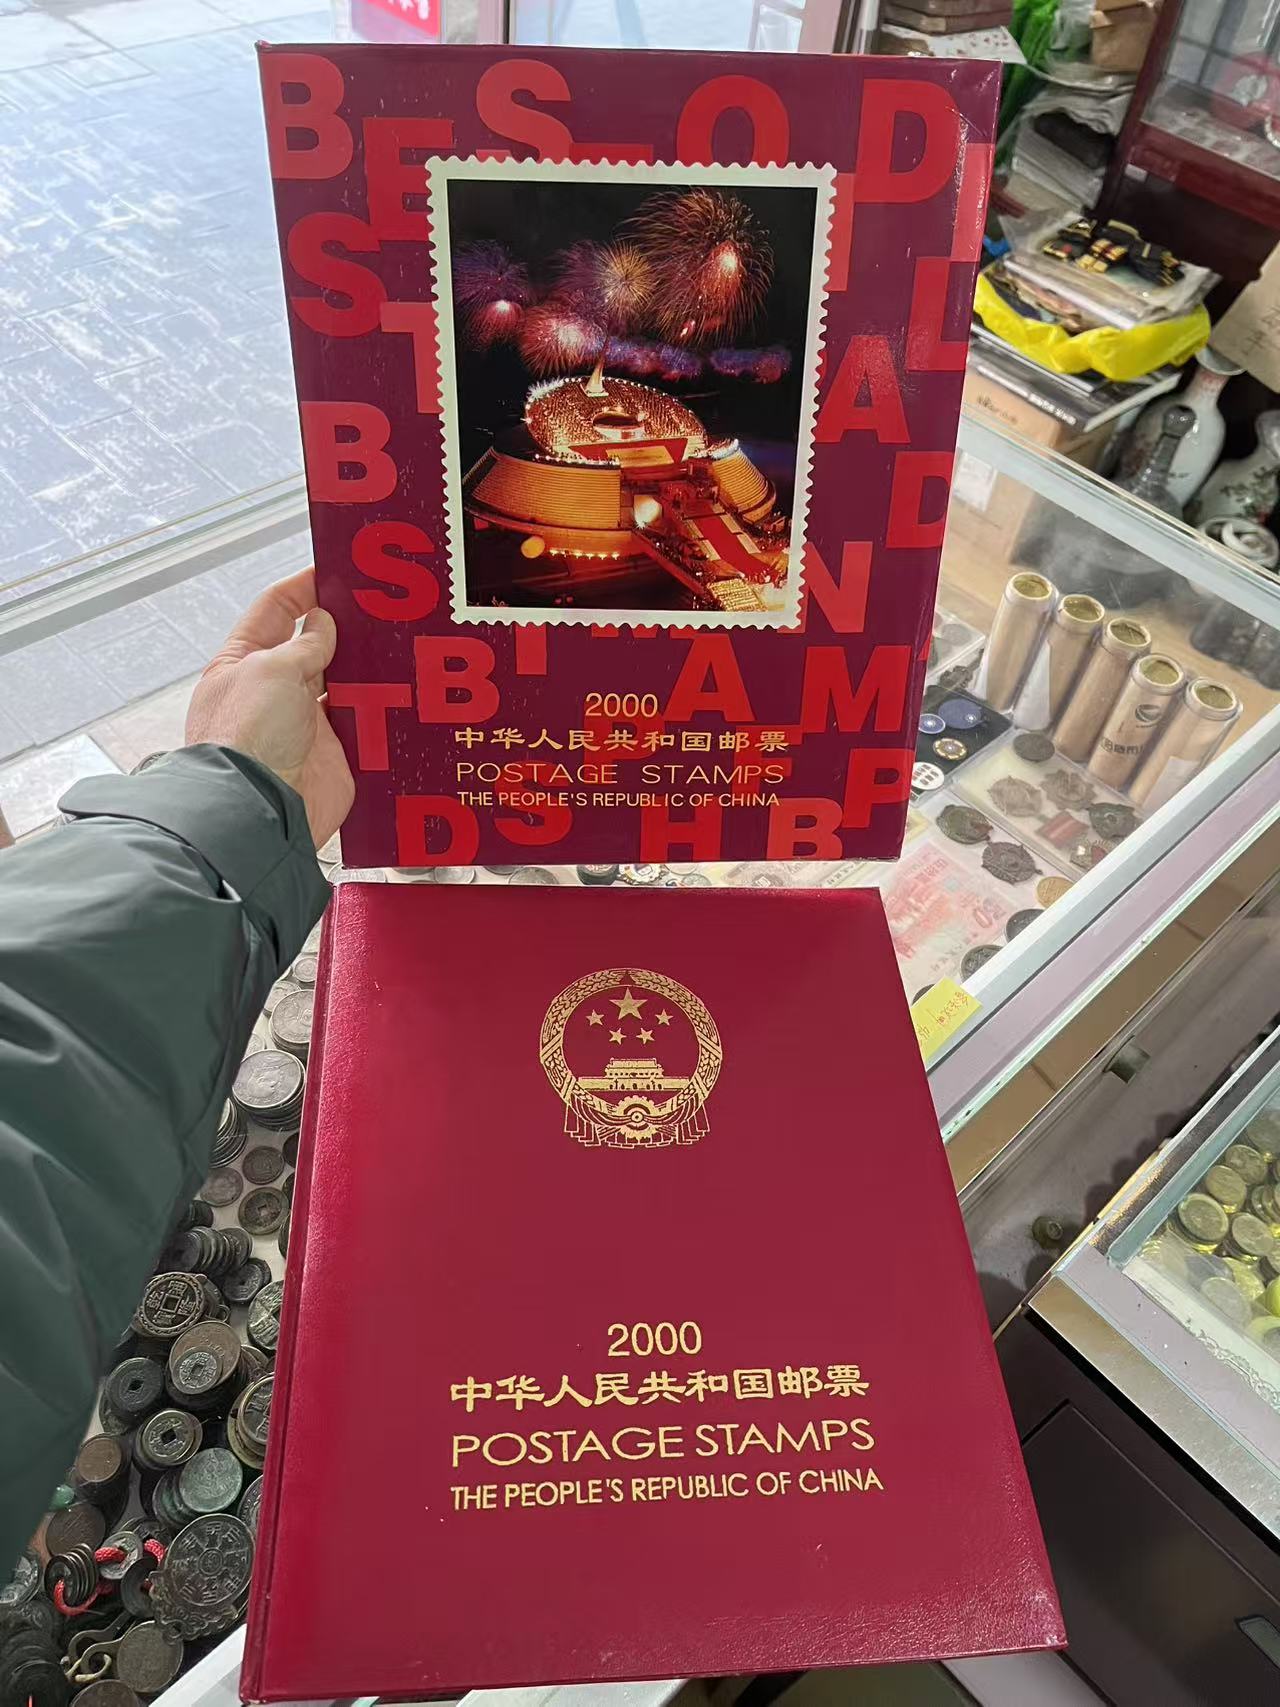 2000
中华人民共和国邮票
POSTAGE STAMPS
THE PEOPLE'S REPUBLIC OF CHINA
2000
中华人民共和国邮票
POSTAGE STAMPS
THE PEOPLE'S REPUBLIC OF CHINA